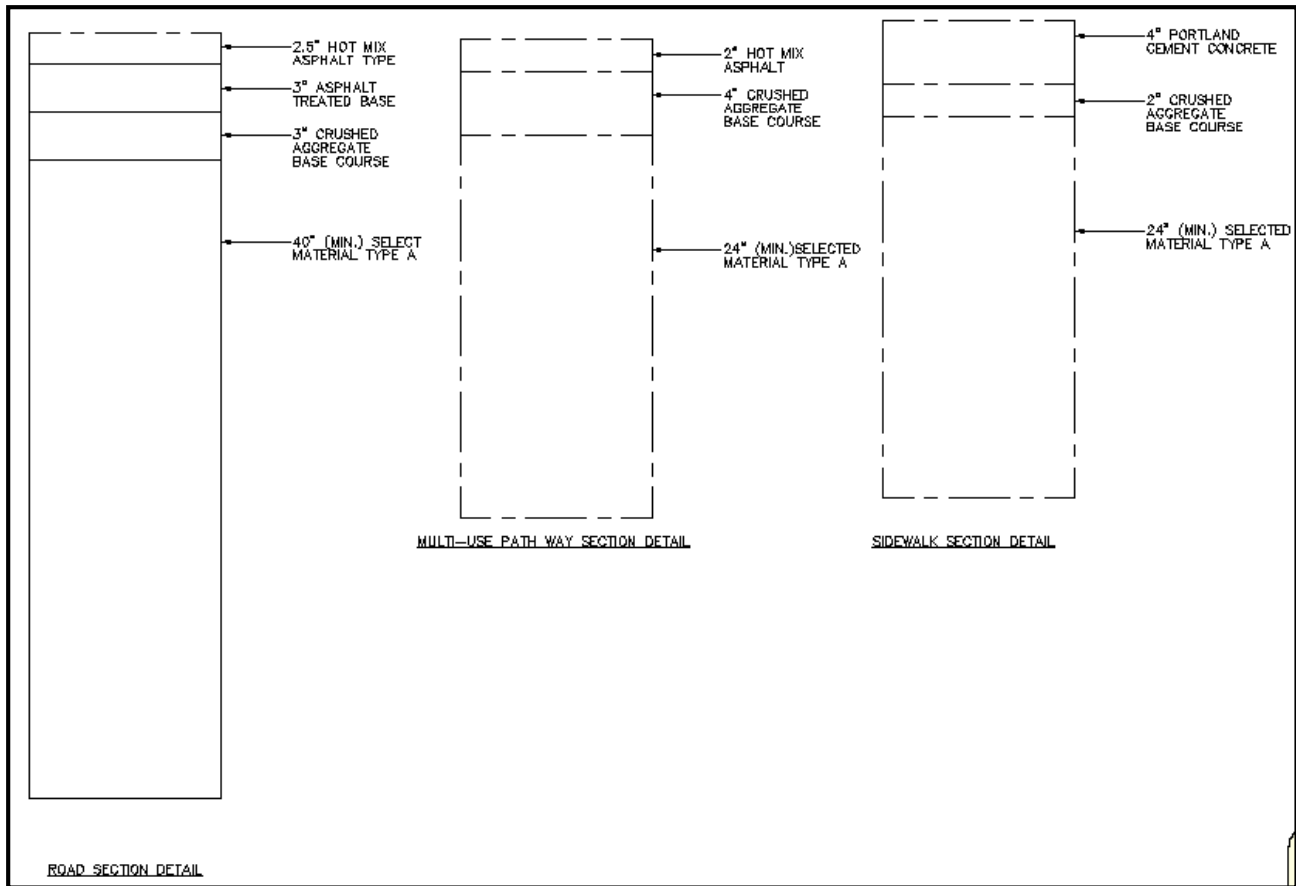 2.5" HOT MIX
ASPHALT TYPE
3" ASPHALT
TREATED BASE
3" CRUSHED
AGGREGATE
BASE COURSE
40" (MIN.) SELECT
MATERIAL TYPE A
ROAD SECTION DETAIL
2" HOT MIX
ASPHALT
4" CRUSHED
AGGREGATE
BASE COURSE
24" (MIN.)SELECTED
MATERIAL TYPE A
MULTI-USE PATH WAY SECTION DETAIL
4" PORTLAND
CEMENT CONCRETE
2" CRUSHED
AGGREGATE
BASE COURSE
24" (MIN.) SELECTED
MATERIAL TYPE A
SIDEWALK SECTION DETAIL